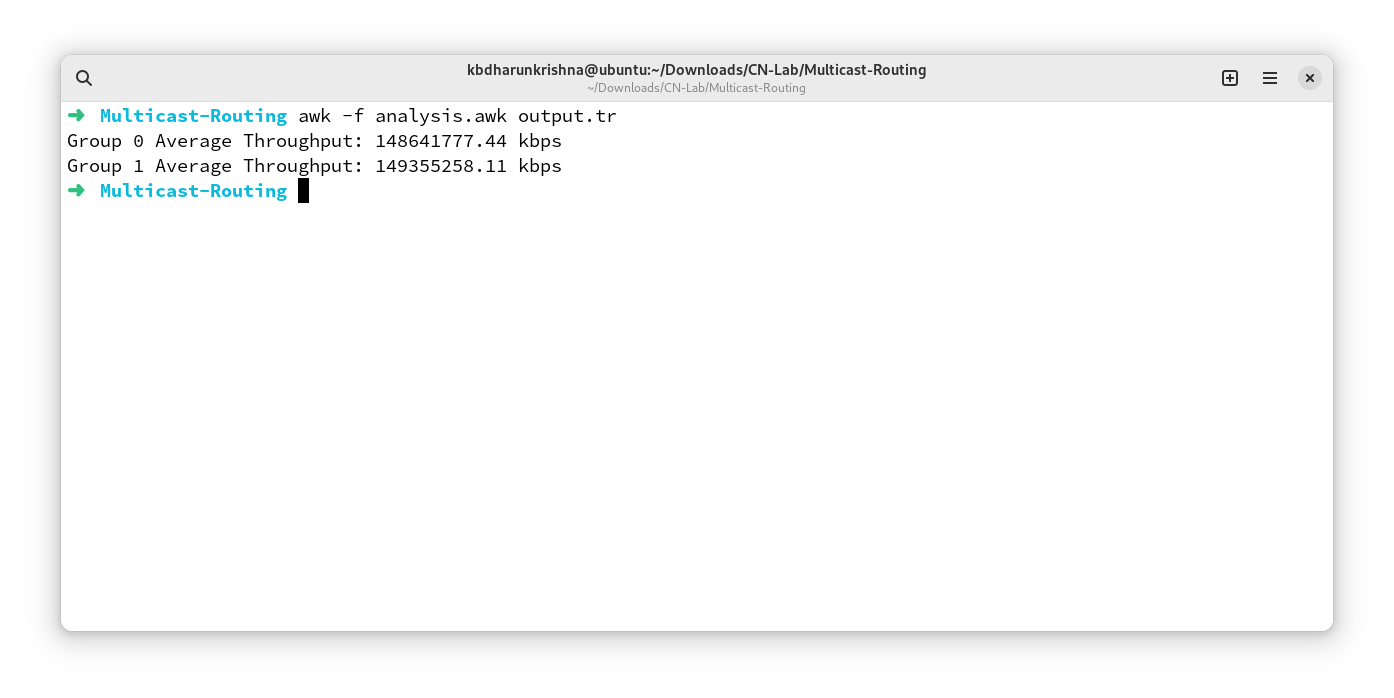 kbdharunkrishna@ubuntu:~/Downloads/CN-Lab/Multicast-Routing
~/Downloads/CN-Lab/Multicast-Routing
➜ Multicast-Routing awk -f analysis.awk output.tr
Group 0 Average Throughput: 148641777.44 kbps
Group 1 Average Throughput: 149355258.11 kbps
➜ Multicast-Routing